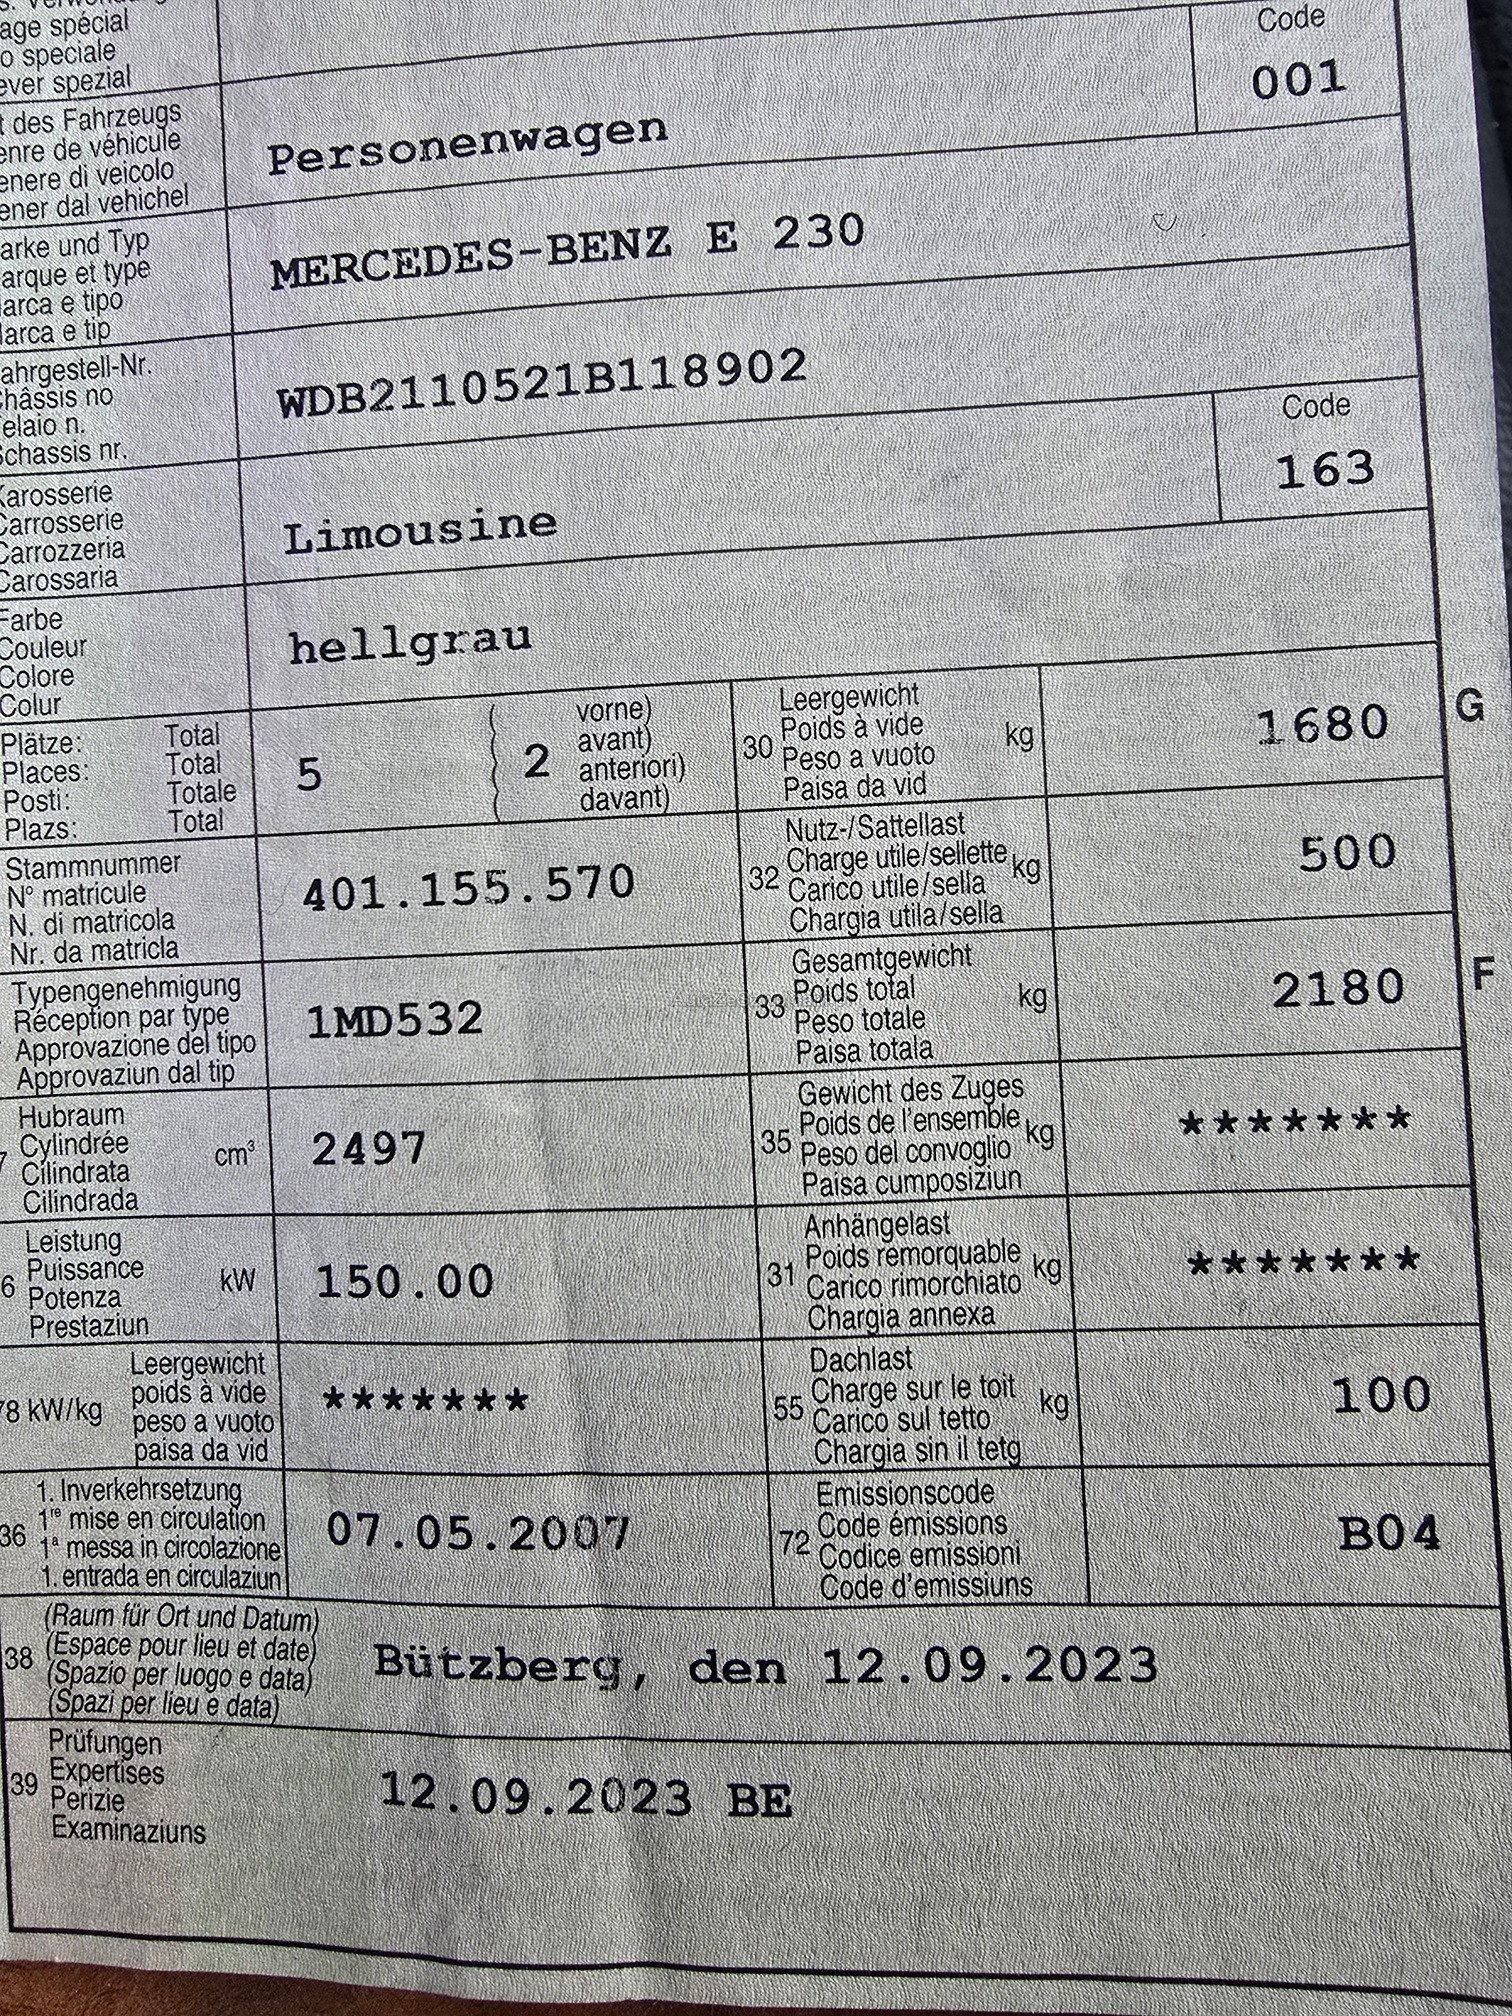 age spécial
o speciale
ever spezial
Code
001
t des Fahrzeugs
enre de véhicule
enere di veicolo
ener dal vehichel
Personenwagen
arke und Typ
arque et type
arca e tipo
arca e tip
MERCEDES-BENZ E 230
ahrgestell-Nr.
hâssis no
elaio n.
chassis nr.
WDB2110521B118902
Karosserie
Carrosserie
Carrozzeria
Carossaria
Limousine
Code
163
Farbe
Couleur
Colore
Colur
hellgrau
Plätze: Total
Places: Total
Posti: Totale
Plazs: Total
5
2
vorne)
avant)
anteriori)
davant)
30 Leergewicht
Poids à vide
Peso a vuoto
Paisa da vid
kg
1680
G
Stammnummer
N° matricule
N. di matricola
Nr. da matricla
401.155.570
32 Nutz-/Sattellast
Charge utile/sellette
Carico utile/sella
Chargia utila/sella
kg
500
Typengenehmigung
Réception par type
Approvazione del tipo
Approvaziun dal tip
1MD532
33 Gesamtgewicht
Poids total
Peso totale
Paisa totala
kg
2180
F
7 Hubraum
Cylindrée
Cilindrata
Cilindrada
cm³
2497
35 Gewicht des Zuges
Poids de l'ensemble
Peso del convoglio
Paisa cumposiziun
kg
*******
6 Leistung
Puissance
Potenza
Prestaziun
kW
150.00
31 Anhängelast
Poids remorquable
Carico rimorchiato
Chargia annexa
kg
*******
78 kW/kg
Leergewicht
poids à vide
peso a vuoto
paisa da vid
*******
55 Dachlast
Charge sur le toit
Carico sul tetto
Chargia sin il tetg
kg
100
36 1. Inverkehrsetzung
1re mise en circulation
1a messa in circolazione
1. entrada en circulaziun
07.05.2007
72 Emissionscode
Code émissions
Codice emissioni
Code d'emissiuns
B04
38 (Raum für Ort und Datum)
(Espace pour lieu et date)
(Spazio per luogo e data)
(Spazi per lieu e data)
Bützberg, den 12.09.2023
39 Prüfungen
Expertises
Perizie
Examinaziuns
12.09.2023 BE